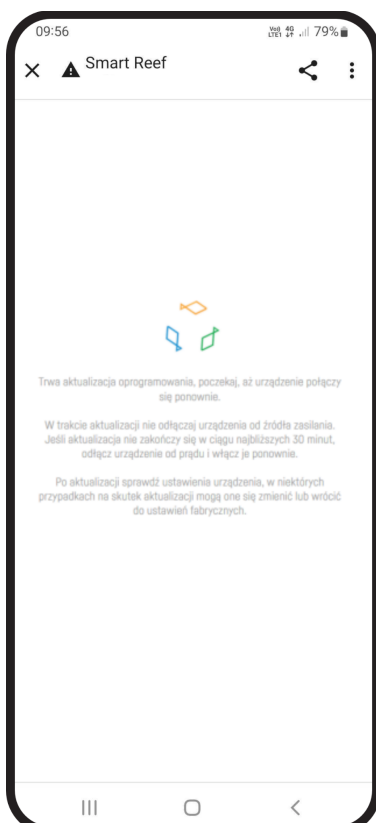 09:56
Vo)) 4G 79%
LTE1
Smart Reef
Trwa aktualizacja oprogramowania, poczekaj, aż urządzenie połączy
się ponownie.
W trakcie aktualizacji nie odłączaj urządzenia od źródła zasilania.
Jeśli aktualizacja nie zakończy się w ciągu najbliższych 30 minut,
odłącz urządzenie od prądu i włącz je ponownie.
Po aktualizacji sprawdź ustawienia urządzenia, w niektórych
przypadkach na skutek aktualizacji mogą one się zmienić lub wrócić
do ustawień fabrycznych.